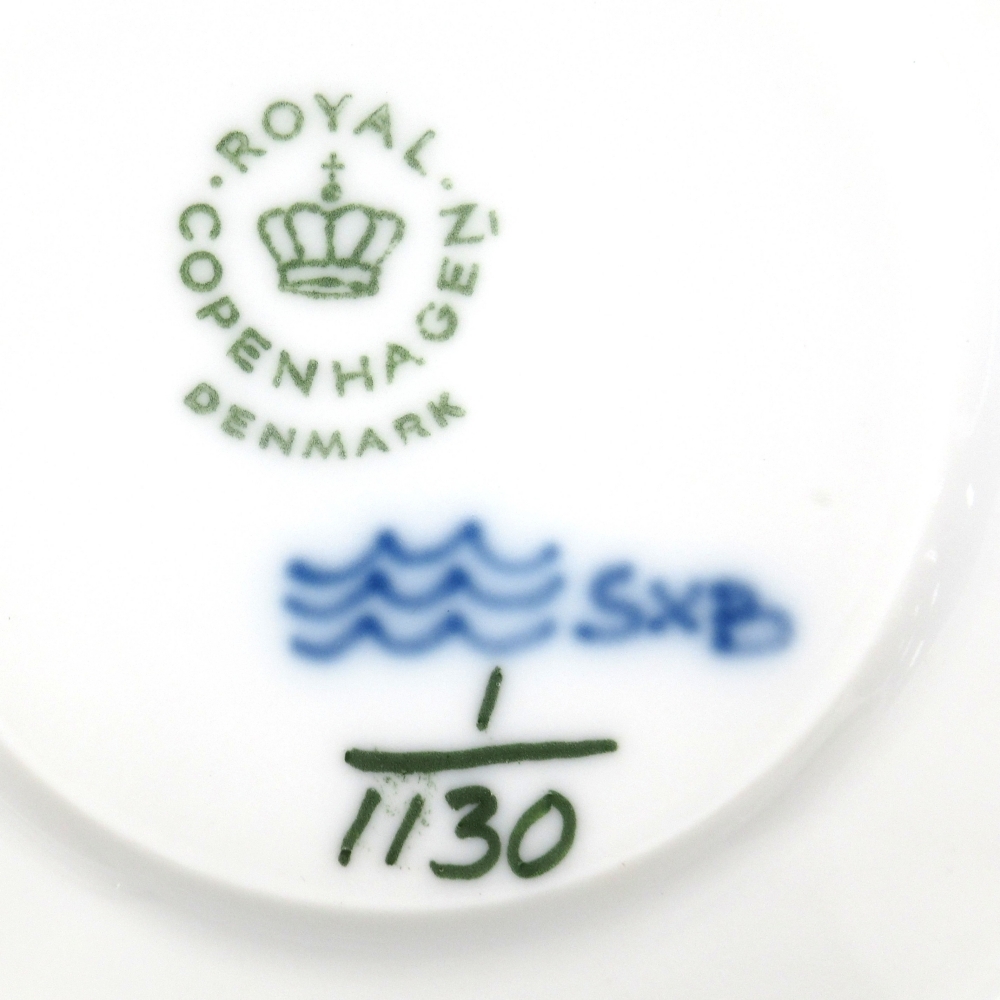 ROYAL
COPENHAGEN
DENMARK
SXB
1
1130